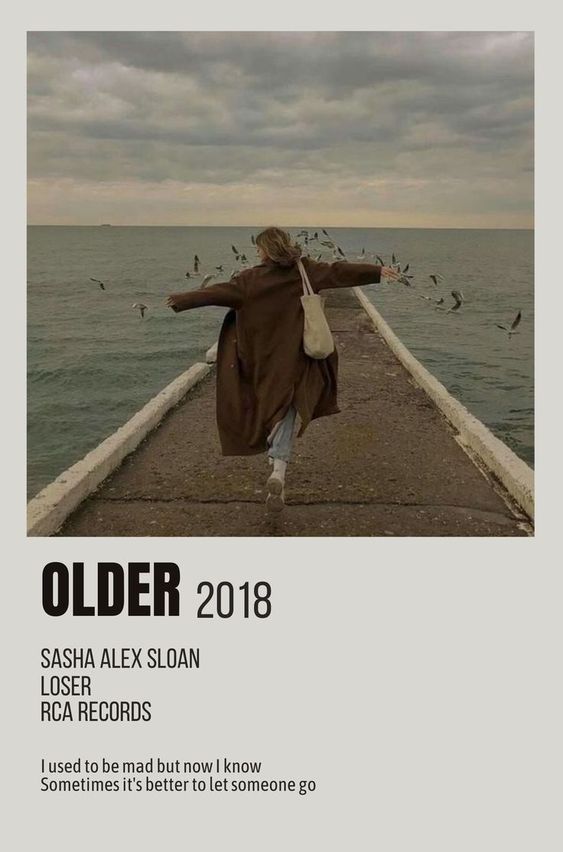 OLDER 2018
SASHA ALEX SLOAN
LOSER
RCA RECORDS
I used to be mad but now I know
Sometimes it's better to let someone go